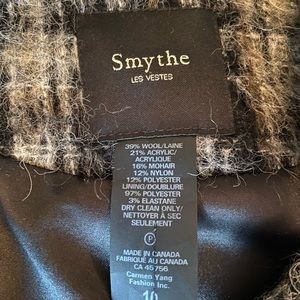 Smythe
LES VESTES
39% WOOL/LAINE
21% ACRYLIC/
ACRYLIQUE
16% MOHAIR
12% NYLON
12% POLYESTER
LINING/DOUBLURE
97% POLYESTER
3% ELASTANE
DRY CLEAN ONLY/
NETTOYER À SEC
SEULEMENT
P
MADE IN CANADA
FABRIQUÉ AU CANADA
CA 45756
Carmen Yang
Fashion Inc.
10